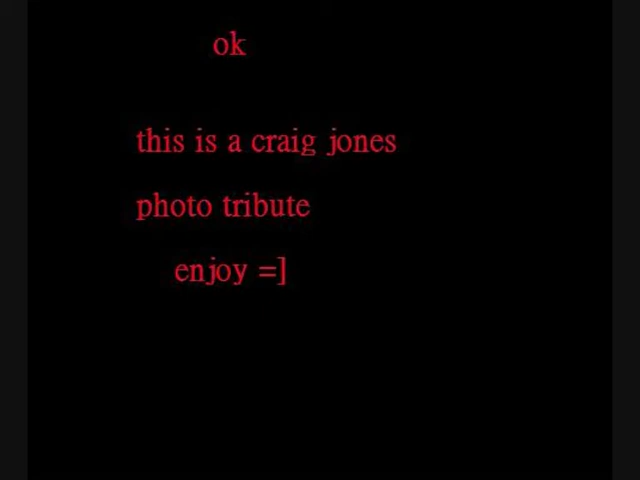 ok
this is a craig jones
photo tribute
enjoy =]